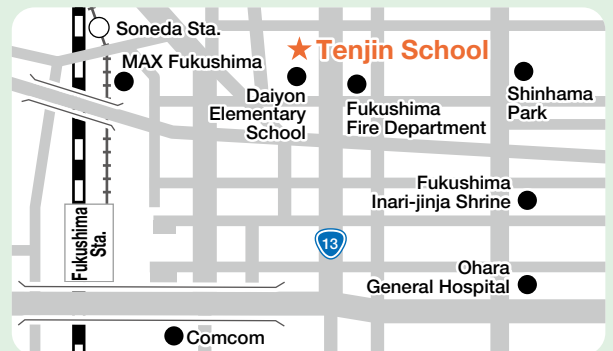 Soneda Sta.
MAX Fukushima
Tenjin School
Daiyon
Elementary
School
Fukushima
Fire Department
Shinhama
Park
Fukushima
Inari-jinja Shrine
13
Fukushima
Sta.
Ohara
General Hospital
Comcom